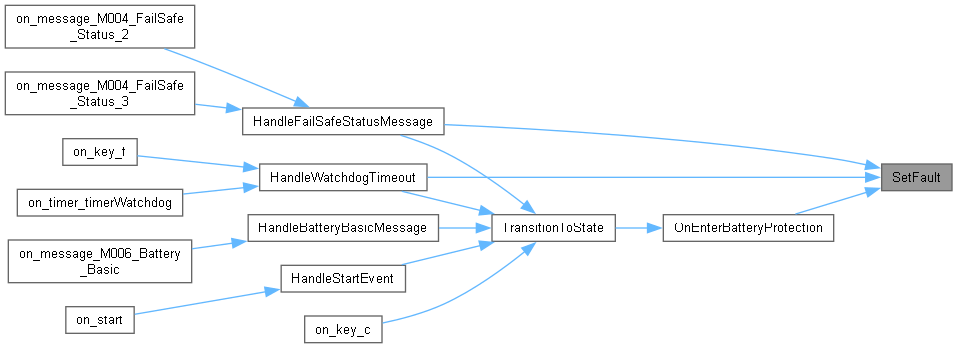 on_message_M004_FailSafe
_Status_2
on_message_M004_FailSafe
_Status_3
HandleFailSafeStatusMessage
on_key_t
HandleWatchdogTimeout
SetFault
on_timer_timerWatchdog
HandleBatteryBasicMessage
TransitionToState
OnEnterBatteryProtection
on_message_M006_Battery
_Basic
HandleStartEvent
on_start
on_key_c